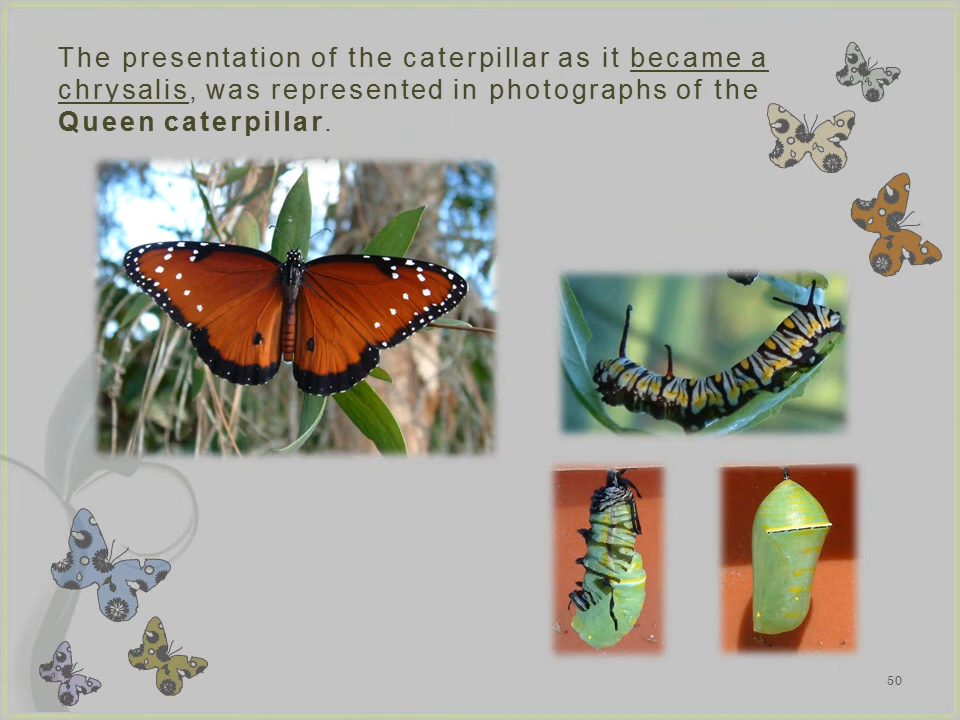 The presentation of the caterpillar as it became a
chrysalis, was represented in photographs of the
Queen caterpillar.
50